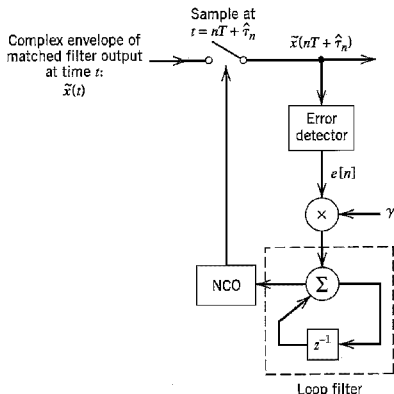 Complex envelope of
matched filter output
at time t:
x̃(t)
Sample at
t = nT + τ̂ₙ
x̃(nT + τ̂ₙ)
Error
detector
e[n]
×
γ
NCO
Σ
z⁻¹
Loop filter